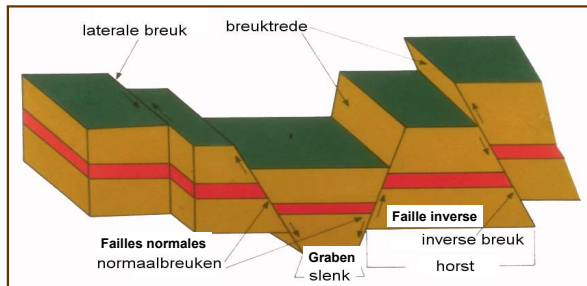 laterale breuk
breuktrede
Failles normales
normaalbreuken
Graben
slenk
Faille inverse
inverse breuk
horst